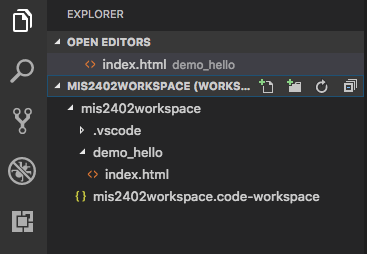 EXPLORER
OPEN EDITORS
index.html demo_hello
MIS2402WORKSPACE (WORKS...
mis2402workspace
.vscode
demo_hello
index.html
mis2402workspace.code-workspace